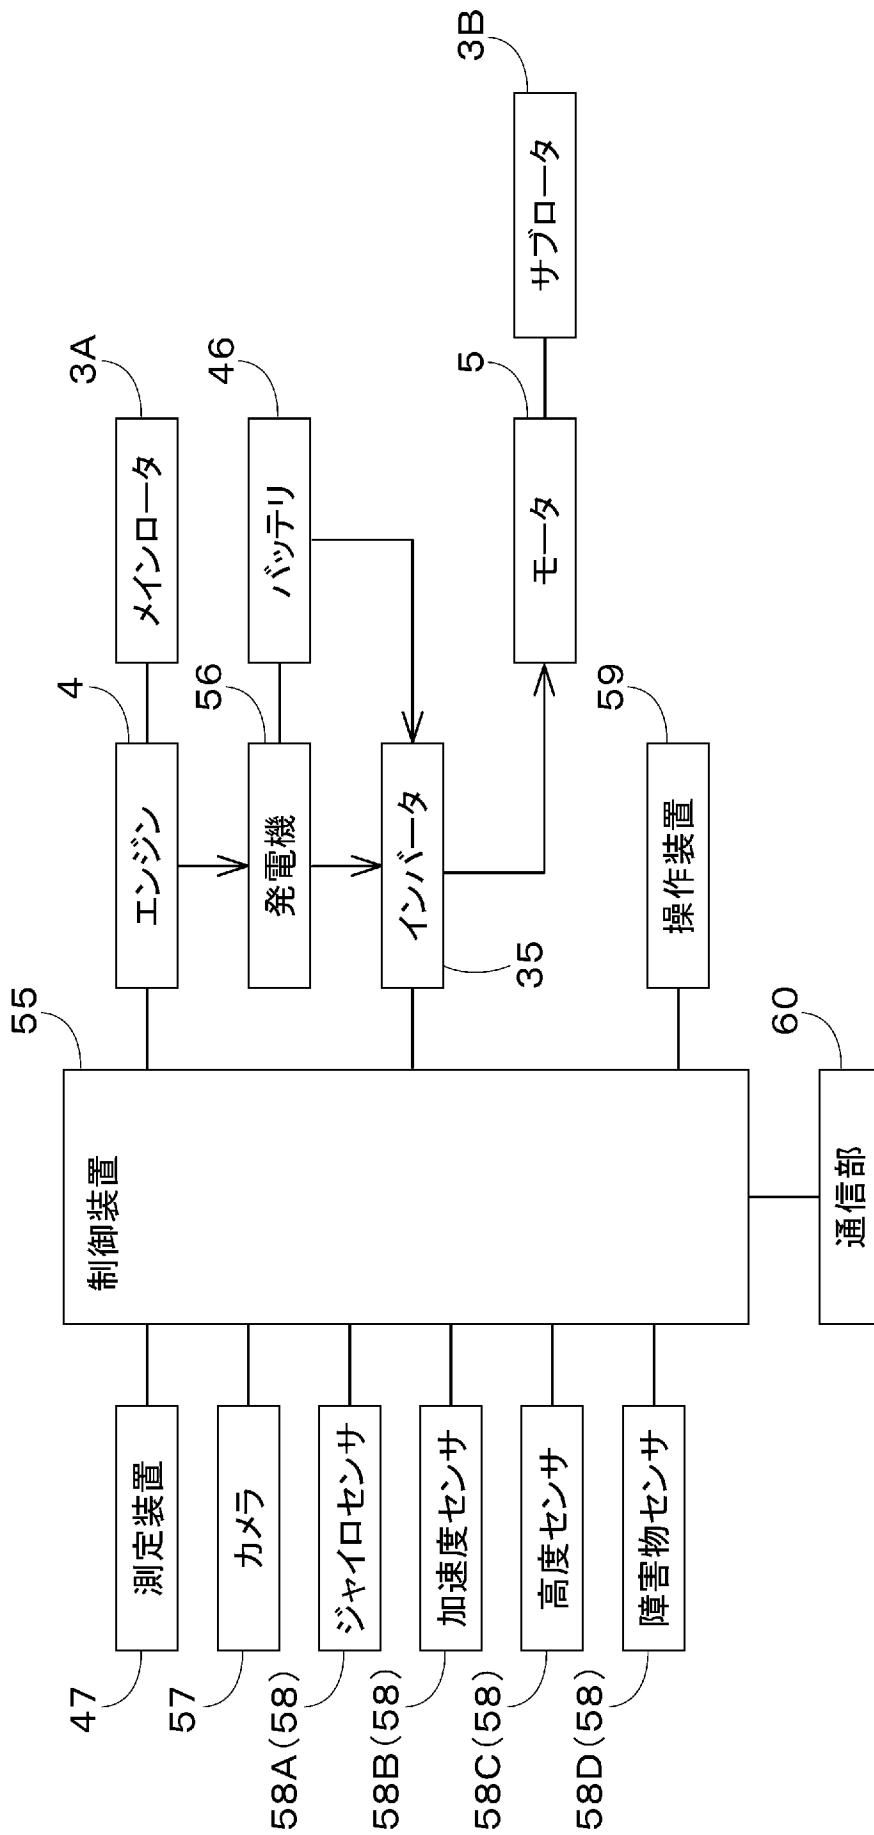 測定装置
47
カメラ
57
ジャイロセンサ
58A(58)
加速度センサ
58B(58)
高度センサ
58C(58)
障害物センサ
58D(58)
制御装置
55
通信部
60
エンジン
4
メインロータ
3A
発電機
56
バッテリ
46
インバータ
35
モータ
5
サブロータ
3B
操作装置
59